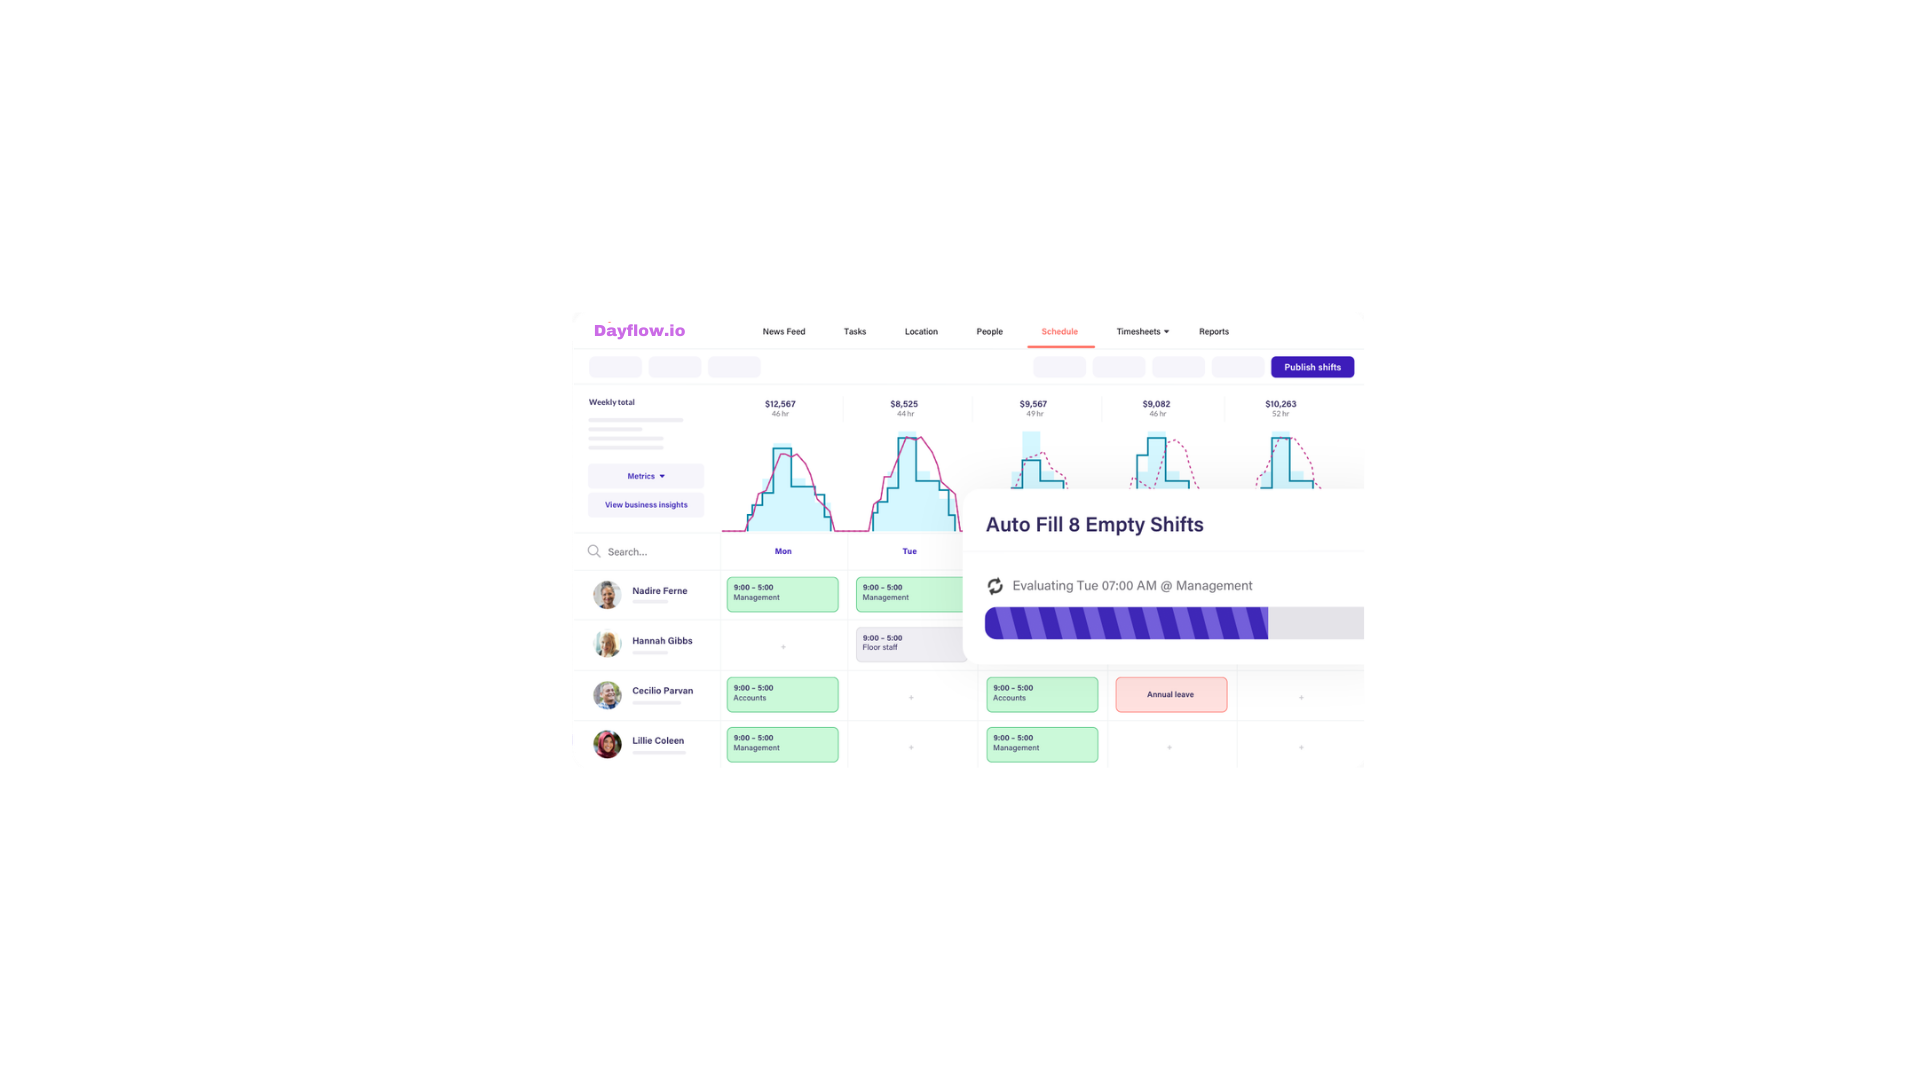 Dayflow.io
News Feed
Tasks
Location
People
Schedule
Timesheets
Reports
Publish shifts
Weekly total
$12,567
46 hr
$8,525
44 hr
$9,567
49 hr
$9,082
46 hr
$10,263
52 hr
Metrics
View business insights
Search...
Mon
Tue
Auto Fill 8 Empty Shifts
Evaluating Tue 07:00 AM @ Management
Nadire Ferne
9:00 – 5:00
Management
9:00 – 5:00
Management
Hannah Gibbs
+
9:00 – 5:00
Floor staff
Cecilio Parvan
9:00 – 5:00
Accounts
+
9:00 – 5:00
Accounts
Annual leave
+
Lillie Coleen
9:00 – 5:00
Management
+
9:00 – 5:00
Management
+
+